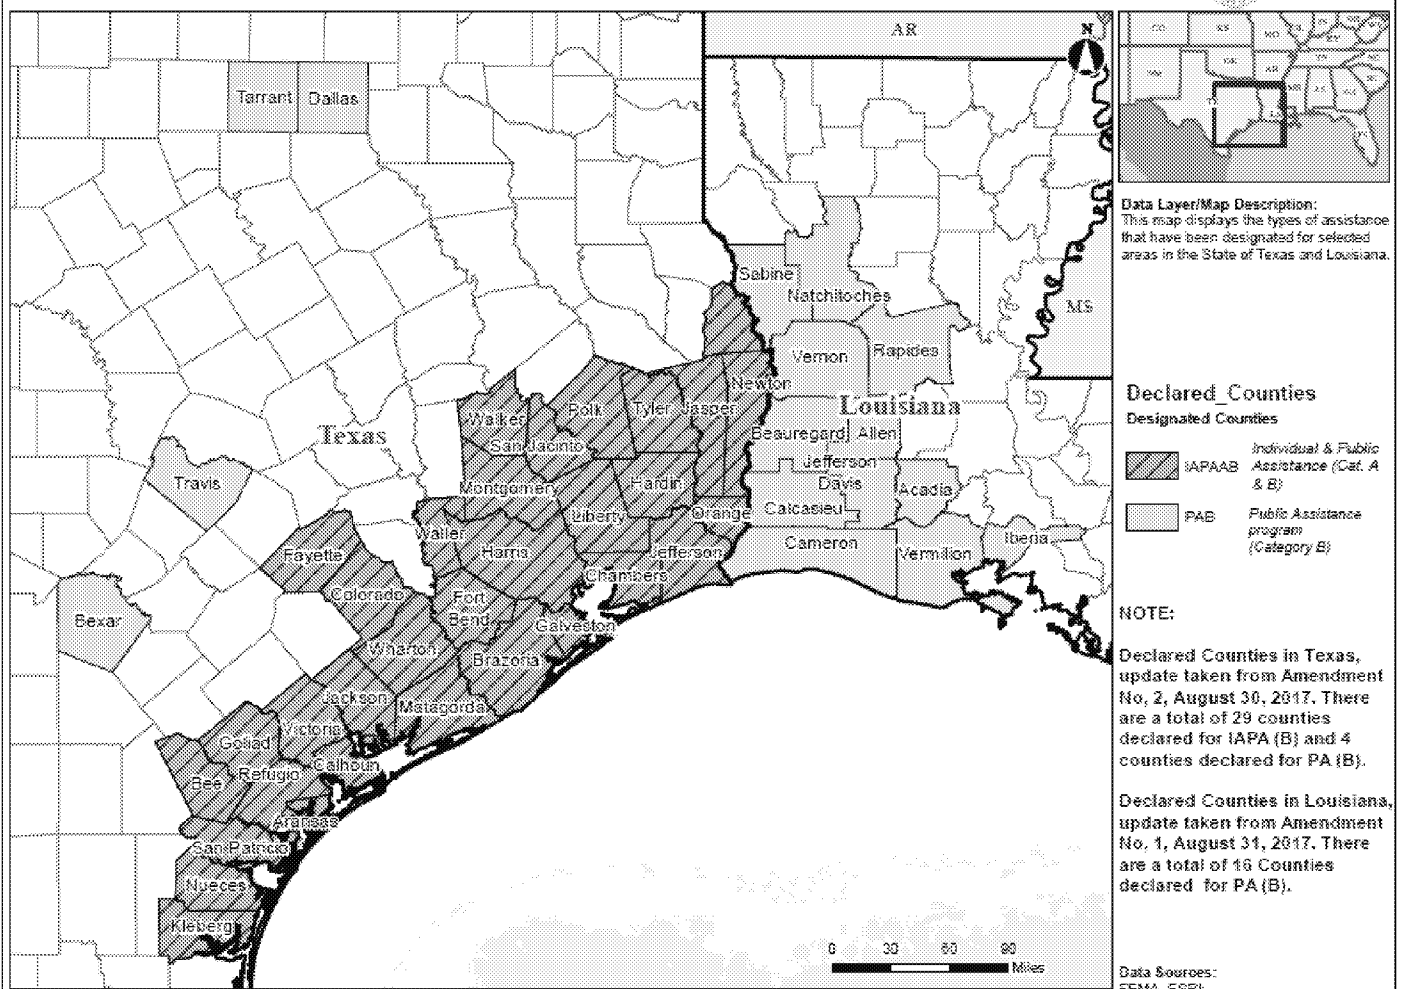 AR
N
Tarrant
Dallas
Data Layer/Map Description:
This map displays the types of assistance
that have been designated for selected
areas in the State of Texas and Louisiana.
Sabine
Natchitoches
MS
Vernon
Rapides
Newton
Declared_Counties
Designated Counties
Walker
Polk
Tyler
Jasper
Louisiana
Texas
San Jacinto
Beauregard
Allen
IAPAAB
Individual & Public
Assistance (Cat. A
& B)
Jefferson
Davis
Travis
Montgomery
Hardin
Acadia
Liberty
Orange
Calcasieu
PAB
Public Assistance
program
(Category B)
Waller
Fayette
Harris
Jefferson
Cameron
Vermilion
Iberia
Chambers
Colorado
Fort
Bend
Bexar
Galveston
NOTE:
Wharton
Brazoria
Declared Counties in Texas,
update taken from Amendment
No. 2, August 30, 2017. There
are a total of 29 counties
declared for IAPA (B) and 4
counties declared for PA (B).
Jackson
Matagorda
Victoria
Goliad
Calhoun
Refugio
Bee
Aransas
San Patricio
Nueces
Kleberg
Declared Counties in Louisiana,
update taken from Amendment
No. 1, August 31, 2017. There
are a total of 16 Counties
declared for PA (B).
0 30 60 90
Miles
Data Sources: